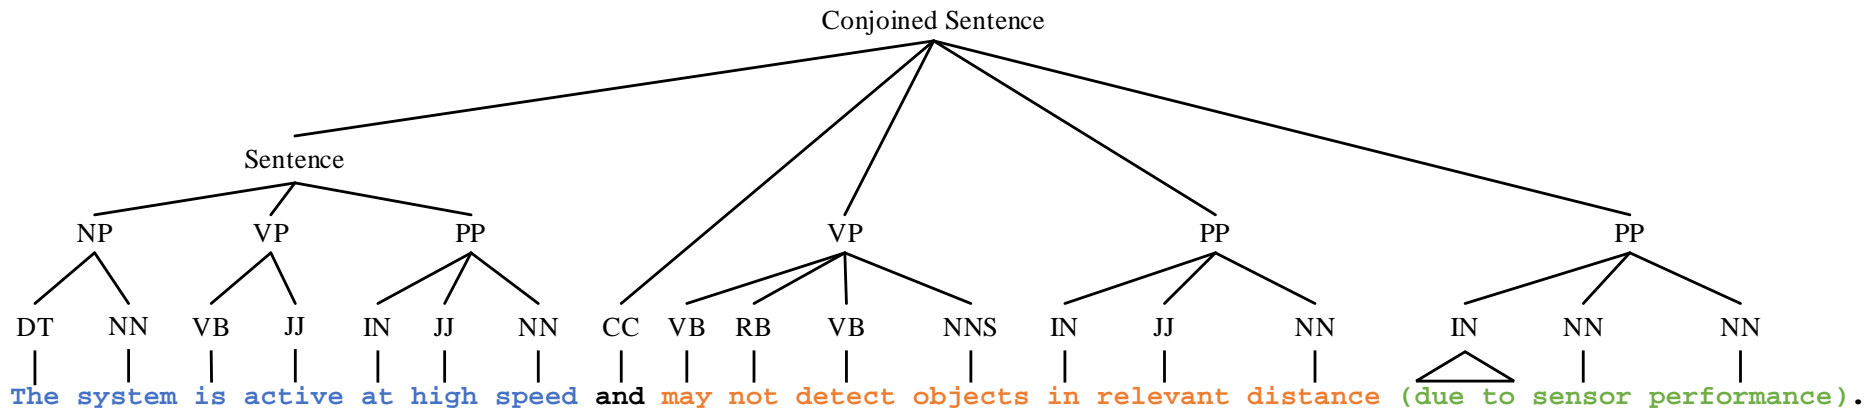 Conjoined Sentence
Sentence
NP VP PP VP PP PP
DT NN VB JJ IN JJ NN CC VB RB VB NNS IN JJ NN IN NN NN
The system is active at high speed and may not detect objects in relevant distance (due to sensor performance).